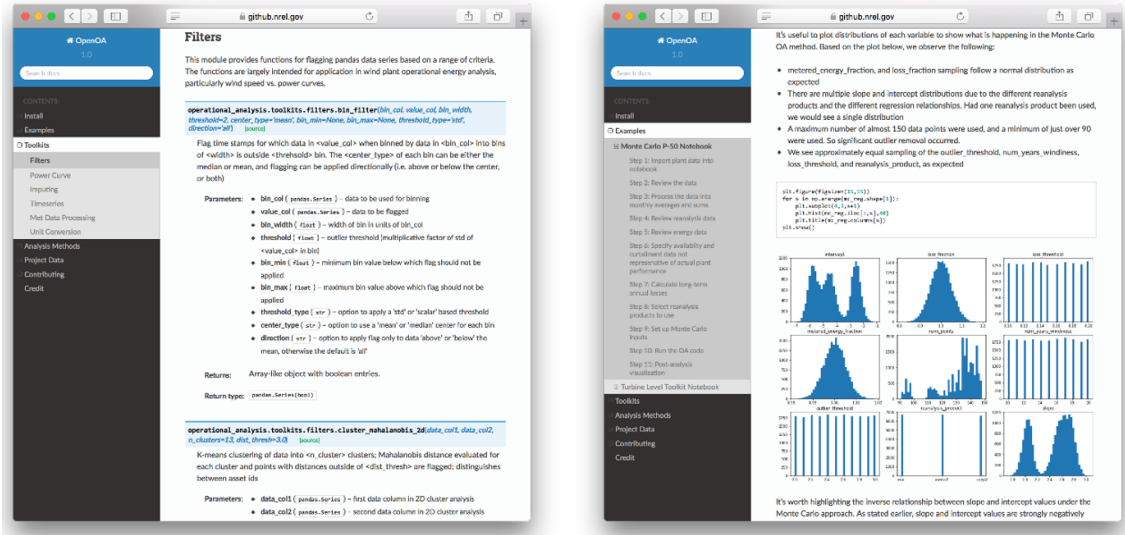 github.nrel.gov
OpenOA
1.0
Search docs
CONTENTS:
Install
Examples
Toolkits
Filters
Power Curve
Imputing
Timeseries
Met Data Processing
Unit Conversion
Analysis Methods
Project Data
Contributing
Credit
Filters
This module provides functions for flagging pandas data series based on a range of criteria.
The functions are largely intended for application in wind plant operational energy analysis,
particularly wind speed vs. power curves.
operational_analysis.toolkits.filters.bin_filter(bin_col, value_col, bin_width,
threshold=2, center_type='mean', bin_min=None, bin_max=None, threshold_type='std',
direction='all') [source]
Flag time stamps for which data in <value_col> when binned by data in <bin_col> into bins
of <width> is outside <threhsold> bin. The <center_type> of each bin can be either the
median or mean, and flagging can be applied directionally (i.e. above or below the center,
or both)
Parameters: • bin_col ( pandas.Series ) – data to be used for binning
• value_col ( pandas.Series ) – data to be flagged
• bin_width ( float ) – width of bin in units of bin_col
• threshold ( float ) – outlier threshold (multiplicative factor of std of
<value_col> in bin)
• bin_min ( float ) – minimum bin value below which flag should not be
applied
• bin_max ( float ) – maximum bin value above which flag should not be
applied
• threshold_type ( str ) – option to apply a 'std' or 'scalar' based threshold
• center_type ( str ) – option to use a 'mean' or 'median' center for each bin
• direction ( str ) – option to apply flag only to data 'above' or 'below' the
mean, otherwise the default is 'all'
Returns: Array-like object with boolean entries.
Return type: pandas.Series(bool)
operational_analysis.toolkits.filters.cluster_mahalanobis_2d(data_col1, data_col2,
n_clusters=13, dist_thresh=3.0) [source]
K-means clustering of data into <n_cluster> clusters; Mahalanobis distance evaluated for
each cluster and points with distances outside of <dist_thresh> are flagged; distinguishes
between asset ids
Parameters: • data_col1 ( pandas.Series ) – first data column in 2D cluster analysis
• data_col2 ( pandas.Series ) – second data column in 2D cluster analysis
github.nrel.gov
OpenOA
1.0
Search docs
CONTENTS:
Install
Examples
Monte Carlo P-50 Notebook
Step 1: Import plant data into
notebook
Step 2: Review the data
Step 3: Process the data into
monthly averages and sums
Step 4: Review reanalysis data
Step 5: Review energy data
Step 6: Specify availability and
curtailment data not
represenative of actual plant
performance
Step 7: Calculate long-term
annual losses
Step 8: Select reanalysis
products to use
Step 9: Set up Monte Carlo
inputs
Step 10: Run the OA code
Step 11: Post-analysis
visualization
Turbine Level Toolkit Notebook
Toolkits
Analysis Methods
Project Data
Contributing
Credit
It's useful to plot distributions of each variable to show what is happening in the Monte Carlo
OA method. Based on the plot below, we observe the following:
• metered_energy_fraction, and loss_fraction sampling follow a normal distribution as
expected
• There are multiple slope and intercept distributions due to the different reanalysis
products and the different regression relationships. Had one reanalysis product been used,
we would see a single distribution
• A maximum number of almost 150 data points were used, and a minimum of just over 90
were used. So significant outlier removal occurred.
• We see approximately equal sampling of the outlier_threshold, num_years_windiness,
loss_threshold, and reanalysis_product, as expected
plt.figure(figsize=(15,15))
for s in np.arange(mc_reg.shape[1]):
plt.subplot(4,3,s+1)
plt.hist(mc_reg.iloc[:,s],40)
plt.title(mc_reg.columns[s])
plt.show()
intercept loss_fraction loss_threshold
metered_energy_fraction num_points num_years_windiness
outlier_threshold reanalysis_product slope
It's worth highlighting the inverse relationship between slope and intercept values under the
Monte Carlo approach. As stated earlier, slope and intercept values are strongly negatively